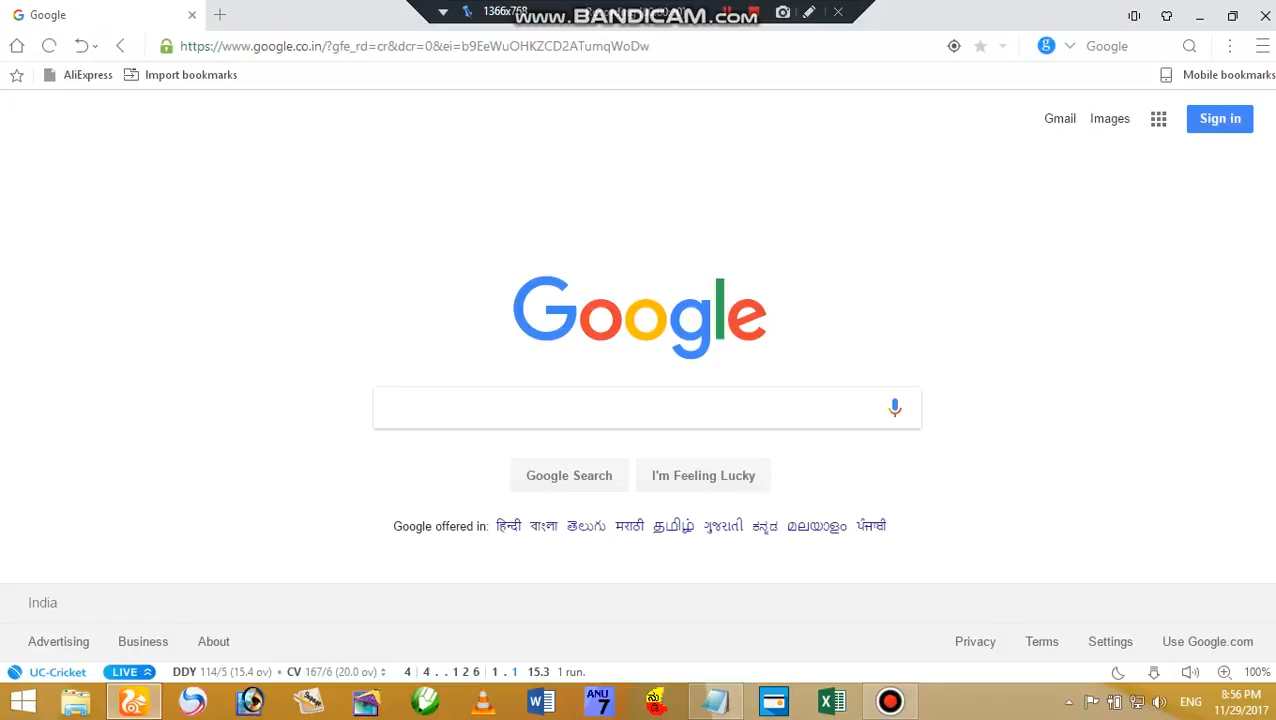 Google
1366x768
www.BANDICAM.com
https://www.google.co.in/?gfe_rd=cr&dcr=0&ei=b9EeWuOHKZCD2ATumqWoDw
g
Google
AliExpress
Import bookmarks
Mobile bookmarks
Gmail
Images
Sign in
Google
Google Search
I'm Feeling Lucky
Google offered in: हिन्दी বাংলা తెలుగు मराठी தமிழ் ગુજરાતી ಕನ್ನಡ മലയാളം ਪੰਜਾਬੀ
India
Advertising
Business
About
Privacy
Terms
Settings
Use Google.com
UC-Cricket
LIVE
DDY 114/5 (15.4 ov) • CV 167/6 (20.0 ov)
4 | 4 . . 1 2 6 | 1 . 1 15.3 1 run.
100%
ANU 7
ENG
8:56 PM
11/29/2017